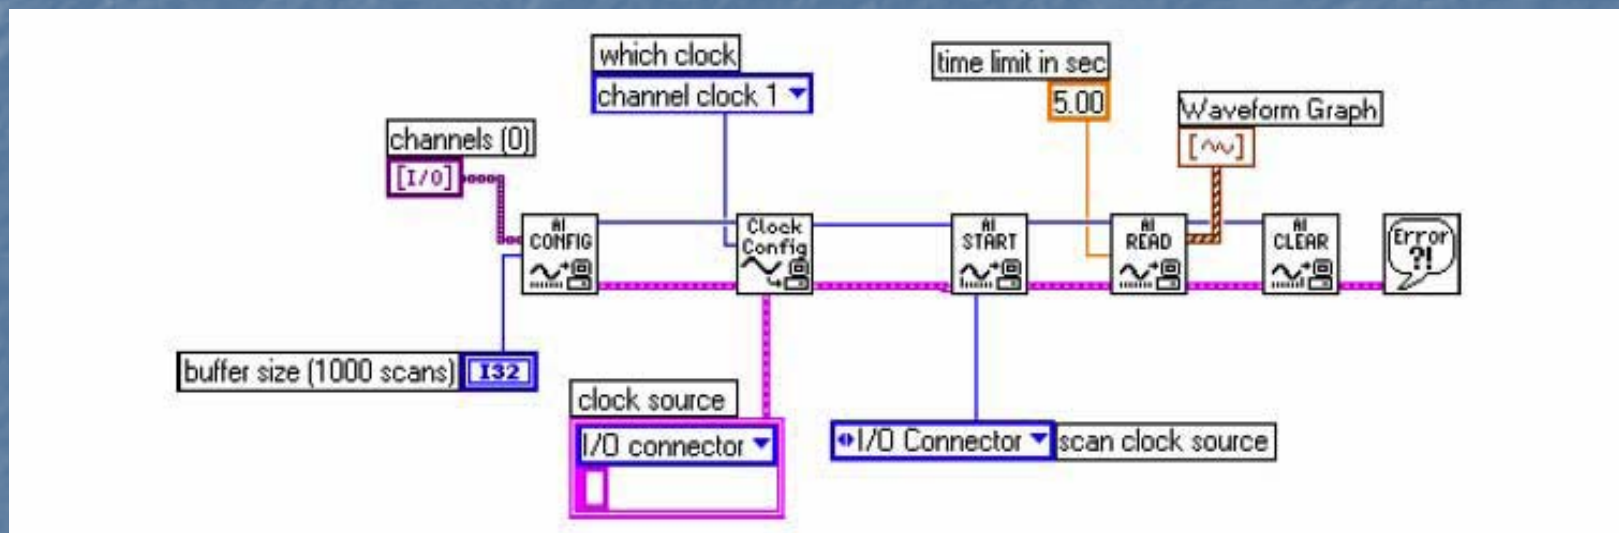 which clock
channel clock 1
time limit in sec
5.00
Waveform Graph
channels (0)
[I/O]
AI CONFIG
Clock Config
AI START
AI READ
AI CLEAR
Error ?!
buffer size (1000 scans)
I32
clock source
I/O connector
I/O Connector
scan clock source